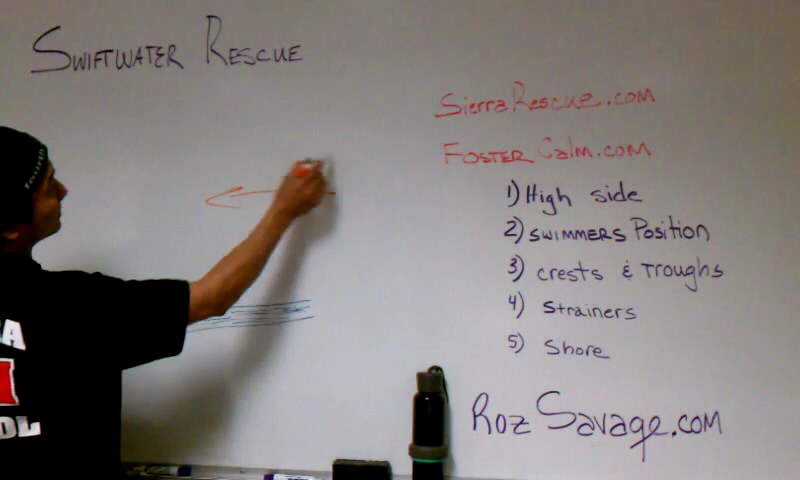 Swiftwater Rescue
SierraRescue.com
FosterCalm.com
1) High side
2) Swimmers Position
3) Crests & Troughs
4) Strainers
5) Shore
RozSavage.com